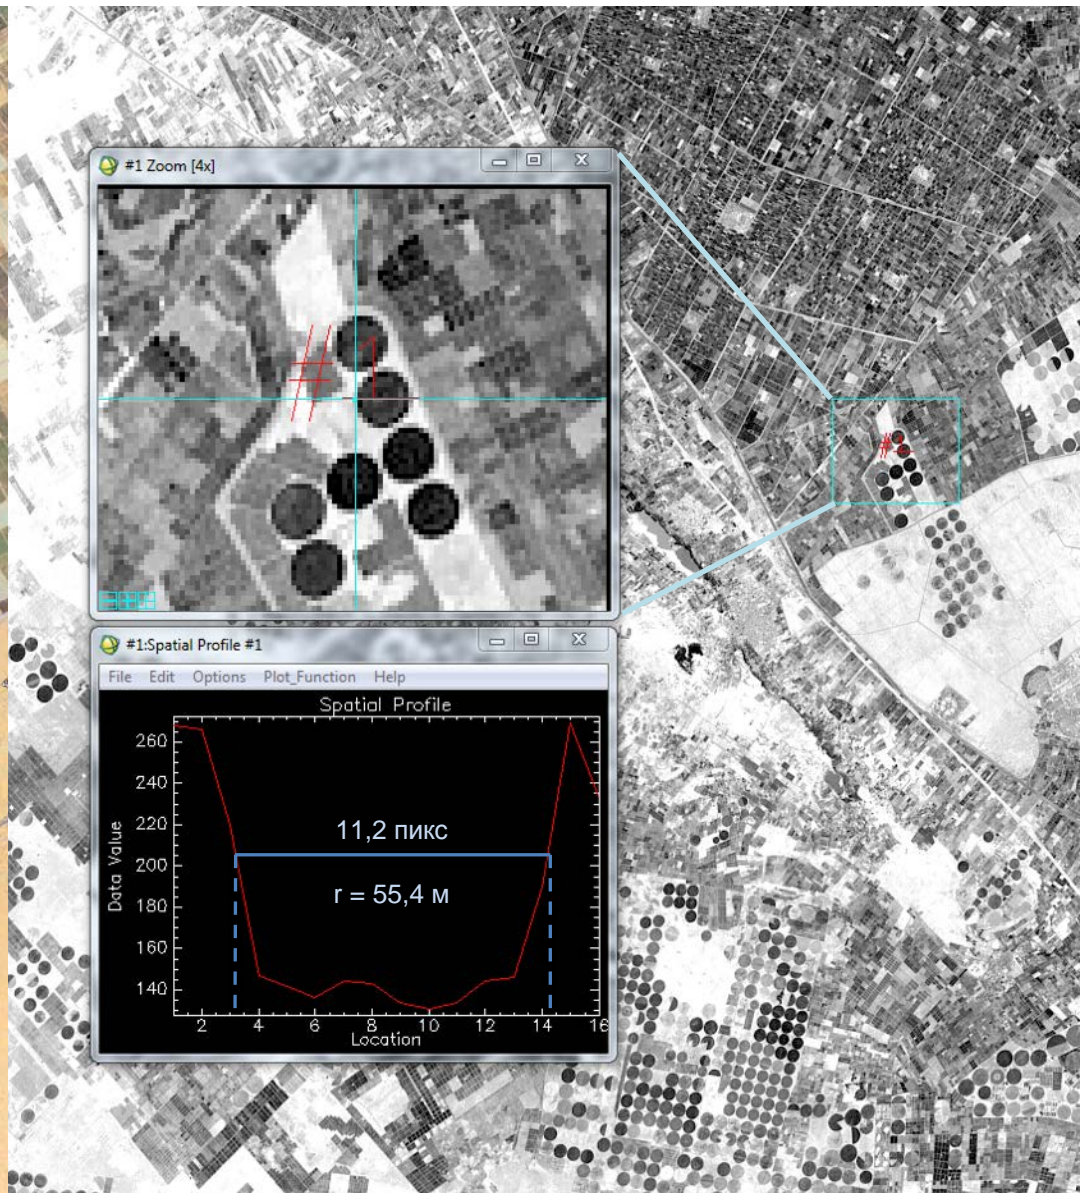 #1 Zoom [4x]
#1:Spatial Profile #1
File Edit Options Plot_Function Help
Spatial Profile
260
240
220
200
180
160
140
Data Value
11,2 пикс
r = 55,4 м
2 4 6 8 10 12 14 16
Location